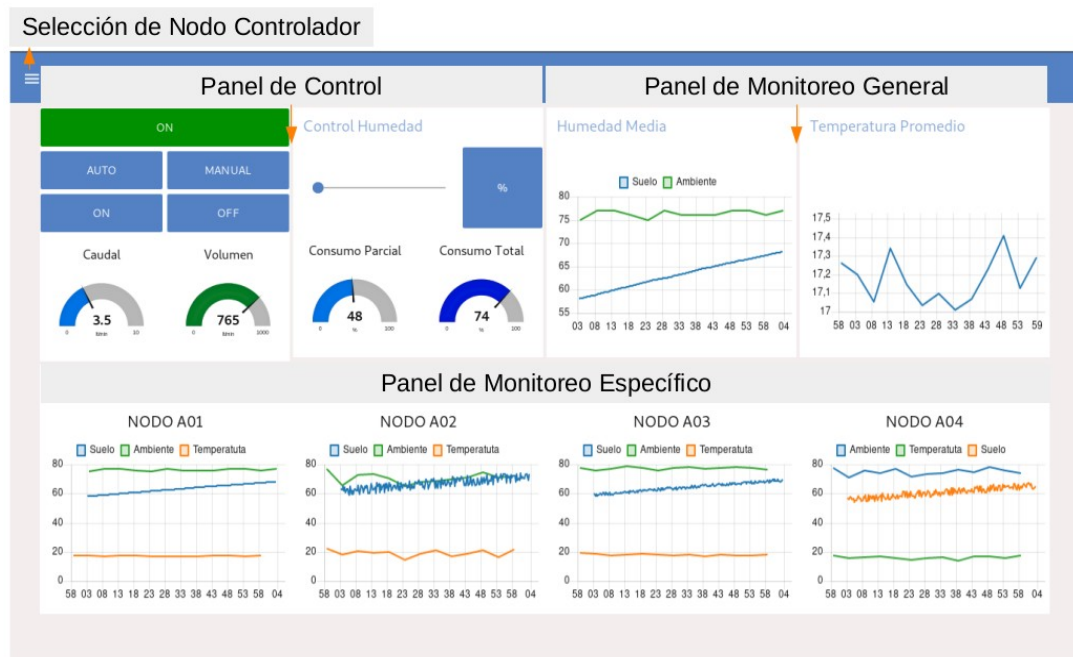 Selección de Nodo Controlador
Panel de Control
Panel de Monitoreo General
ON
AUTO MANUAL
ON OFF
Caudal Volumen
3.5
0 10
765
0 1000
Control Humedad
%
Consumo Parcial Consumo Total
48
0 % 100
74
0 % 100
Humedad Media
Suelo Ambiente
80
75
70
65
60
55
03 08 13 18 23 28 33 38 43 48 53 58 04
Temperatura Promedio
17,5
17,4
17,3
17,2
17,1
17
58 03 08 13 18 23 28 33 38 43 48 53 59
Panel de Monitoreo Específico
NODO A01
Suelo Ambiente Temperatuta
80
60
40
20
0
58 03 08 13 18 23 28 33 38 43 48 53 58 04
NODO A02
Suelo Ambiente Temperatuta
80
60
40
20
0
58 03 08 13 18 23 28 33 38 43 48 53 58 04
NODO A03
Suelo Ambiente Temperatuta
80
60
40
20
0
58 03 08 13 18 23 28 33 38 43 48 53 58 04
NODO A04
Ambiente Temperatuta Suelo
80
60
40
20
0
58 03 08 13 18 23 28 33 38 43 48 53 58 04